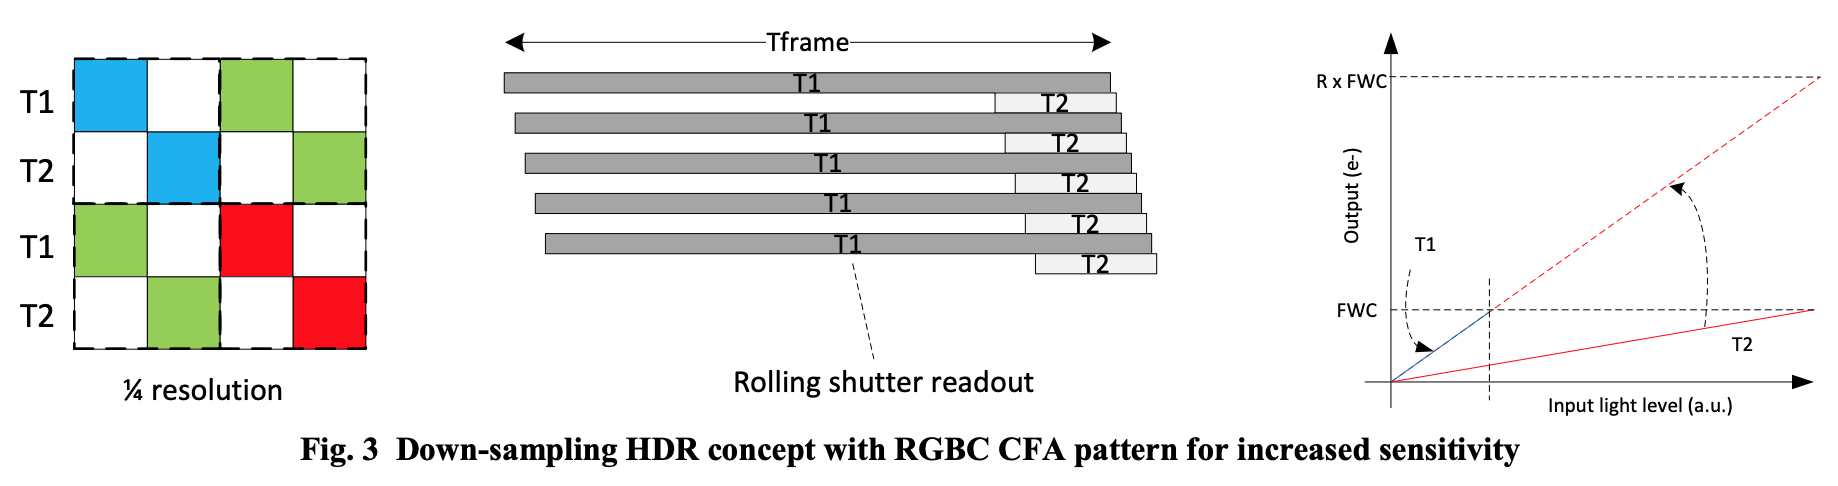 T1
T2
T1
T2
¼ resolution
Tframe
T1
T2
T1
T2
T1
T2
T1
T2
T1
T2
Rolling shutter readout
R x FWC
Output (e-)
T1
FWC
T2
Input light level (a.u.)
Fig. 3 Down-sampling HDR concept with RGBC CFA pattern for increased sensitivity